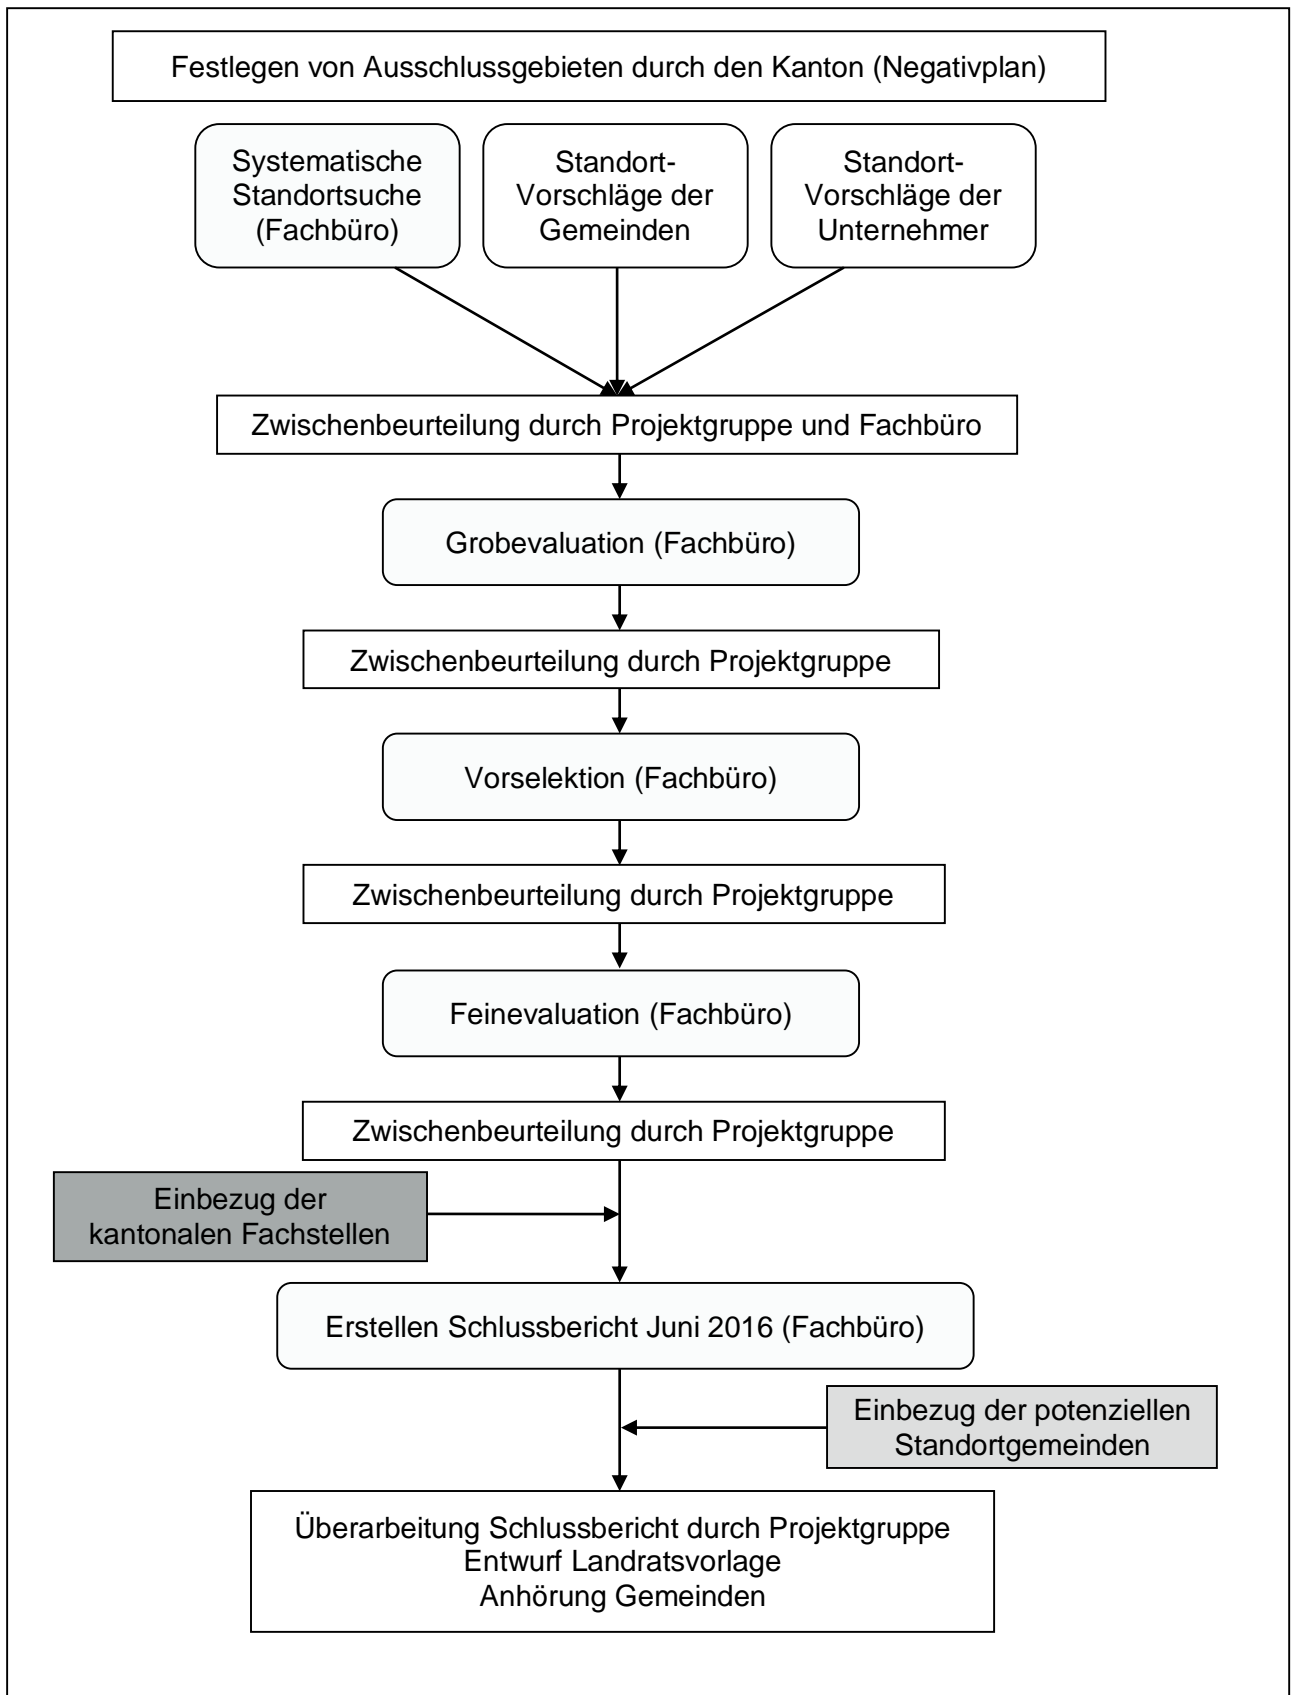 Festlegen von Ausschlussgebieten durch den Kanton (Negativplan)
Systematische
Standortsuche
(Fachbüro)
Standort-
Vorschläge der
Gemeinden
Standort-
Vorschläge der
Unternehmer
Zwischenbeurteilung durch Projektgruppe und Fachbüro
Grobevaluation (Fachbüro)
Zwischenbeurteilung durch Projektgruppe
Vorselektion (Fachbüro)
Zwischenbeurteilung durch Projektgruppe
Feinevaluation (Fachbüro)
Zwischenbeurteilung durch Projektgruppe
Einbezug der
kantonalen Fachstellen
Erstellen Schlussbericht Juni 2016 (Fachbüro)
Einbezug der potenziellen
Standortgemeinden
Überarbeitung Schlussbericht durch Projektgruppe
Entwurf Landratsvorlage
Anhörung Gemeinden